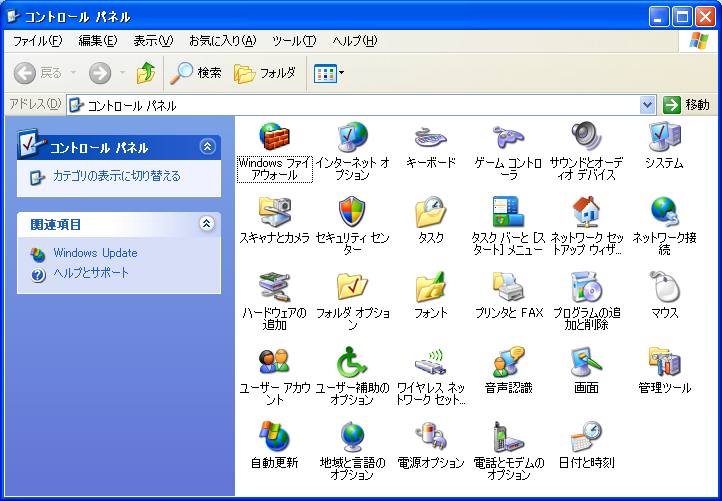 コントロール パネル
ファイル(F) 編集(E) 表示(V) お気に入り(A) ツール(T) ヘルプ(H)
戻る 検索 フォルダ
アドレス(D) コントロール パネル 移動
コントロール パネル
カテゴリの表示に切り替える
関連項目
Windows Update
ヘルプとサポート
Windows ファイ
アウォール
インターネット オ
プション
キーボード
ゲーム コントロ
ーラ
サウンドとオーデ
ィオ デバイス
システム
スキャナとカメラ
セキュリティ セン
ター
タスク
タスク バーと [ス
タート] メニュー
ネットワーク セッ
トアップ ウィザ...
ネットワーク接
続
ハードウェアの
追加
フォルダ オプショ
ン
フォント
プリンタと FAX
プログラムの追
加と削除
マウス
ユーザー アカウ
ント
ユーザー補助の
オプション
ワイヤレス ネッ
トワーク セット...
音声認識
画面
管理ツール
自動更新
地域と言語の
オプション
電源オプション
電話とモデムの
オプション
日付と時刻